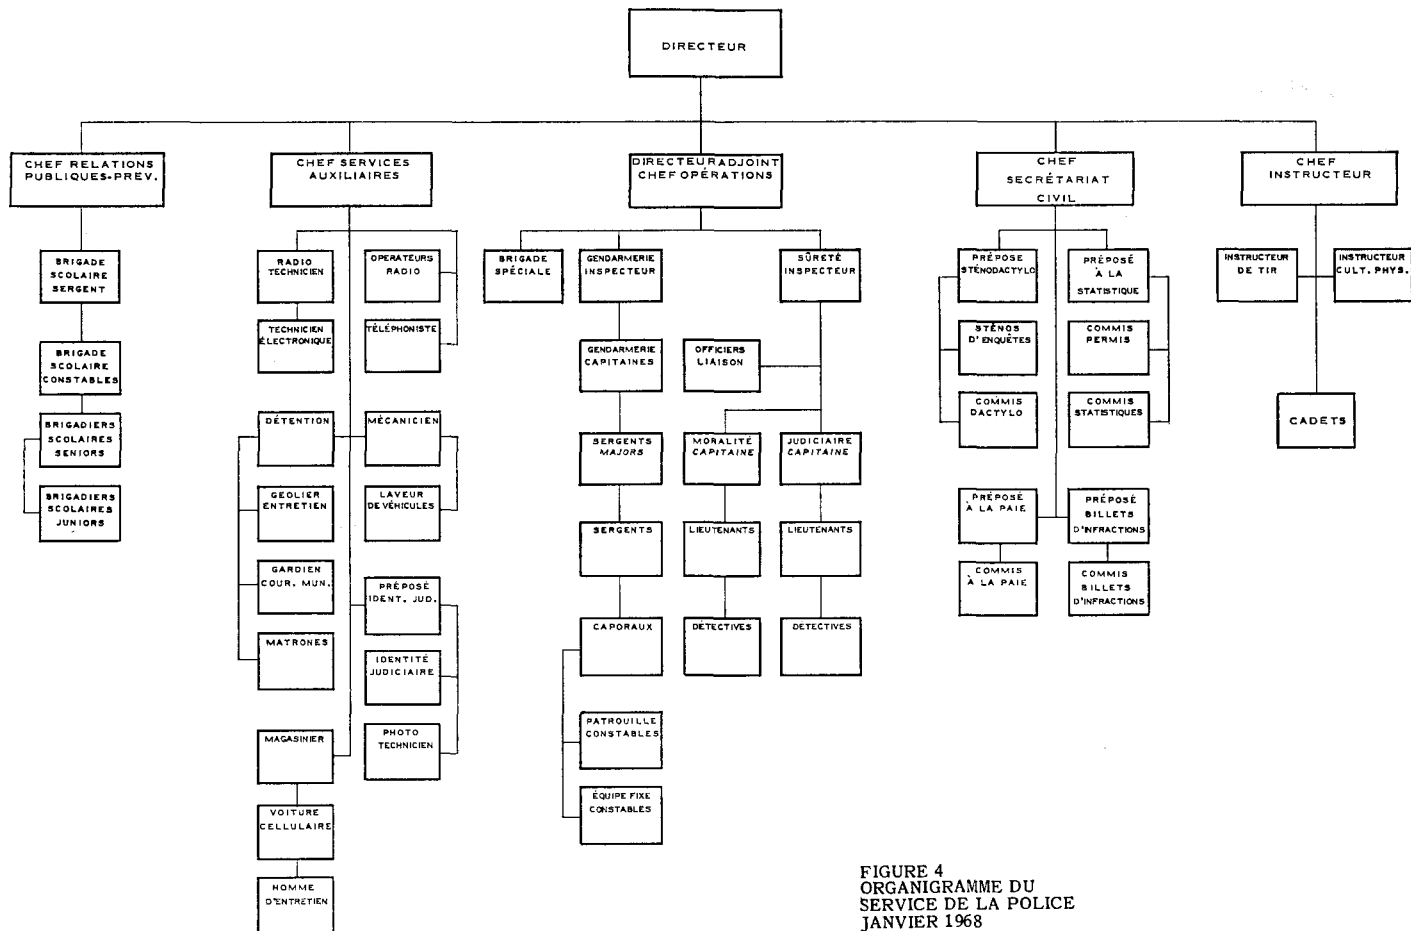 DIRECTEUR
CHEF RELATIONS
PUBLIQUES-PRÉV.
CHEF SERVICES
AUXILIAIRES
DIRECTEUR ADJOINT
CHEF OPÉRATIONS
CHEF
SECRÉTARIAT
CIVIL
CHEF
INSTRUCTEUR
BRIGADE
SCOLAIRE
SERGENT
BRIGADE
SCOLAIRE
CONSTABLES
BRIGADIERS
SCOLAIRES
SENIORS
BRIGADIERS
SCOLAIRES
JUNIORS
RADIO
TECHNICIEN
OPERATEURS
RADIO
TECHNICIEN
ÉLECTRONIQUE
TÉLÉPHONISTE
DÉTENTION
MÉCANICIEN
GEOLIER
ENTRETIEN
LAVEUR
DE VÉHICULES
GARDIEN
COUR. MUN.
PRÉPOSÉ
IDENT. JUD.
MATRONES
IDENTITÉ
JUDICIAIRE
MAGASINIER
PHOTO
TECHNICIEN
VOITURE
CELLULAIRE
HOMME
D'ENTRETIEN
BRIGADE
SPÉCIALE
GENDARMERIE
INSPECTEUR
SÛRETÉ
INSPECTEUR
GENDARMERIE
CAPITAINES
OFFICIERS
LIAISON
SERGENTS
MAJORS
MORALITÉ
CAPITAINE
JUDICIAIRE
CAPITAINE
SERGENTS
LIEUTENANTS
LIEUTENANTS
CAPORAUX
DÉTECTIVES
DÉTECTIVES
PATROUILLE
CONSTABLES
ÉQUIPE FIXE
CONSTABLES
PRÉPOSÉ
STÉNODACTYLO
PRÉPOSÉ
À LA
STATISTIQUE
STÉNOS
D'ENQUÊTES
COMMIS
PERMIS
COMMIS
DACTYLO
COMMIS
STATISTIQUES
PRÉPOSÉ
À LA PAIE
PRÉPOSÉ
BILLETS
D'INFRACTIONS
COMMIS
À LA PAIE
COMMIS
BILLETS
D'INFRACTIONS
INSTRUCTEUR
DE TIR
INSTRUCTEUR
CULT. PHYS.
CADETS
FIGURE 4
ORGANIGRAMME DU
SERVICE DE LA POLICE
JANVIER 1968